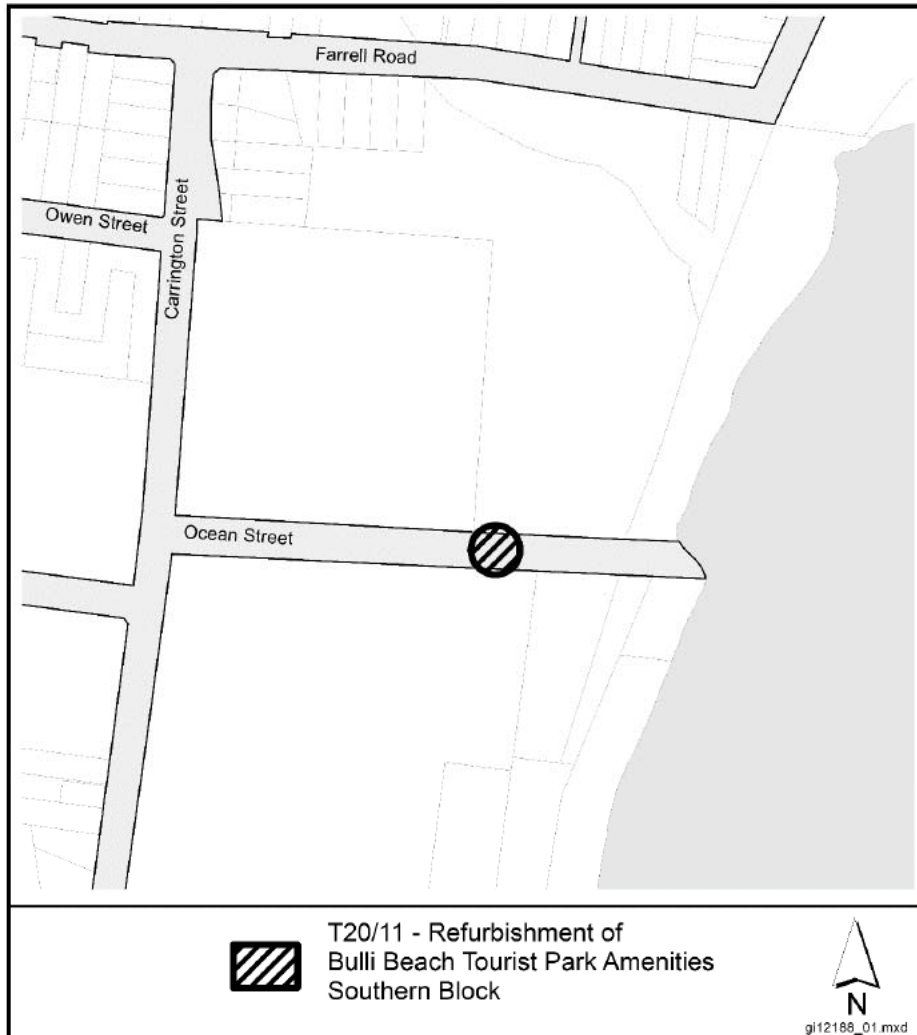 Farrell Road
Owen Street
Carrington Street
Ocean Street
T20/11 - Refurbishment of
Bulli Beach Tourist Park Amenities
Southern Block
N
gi12188_01.mxd